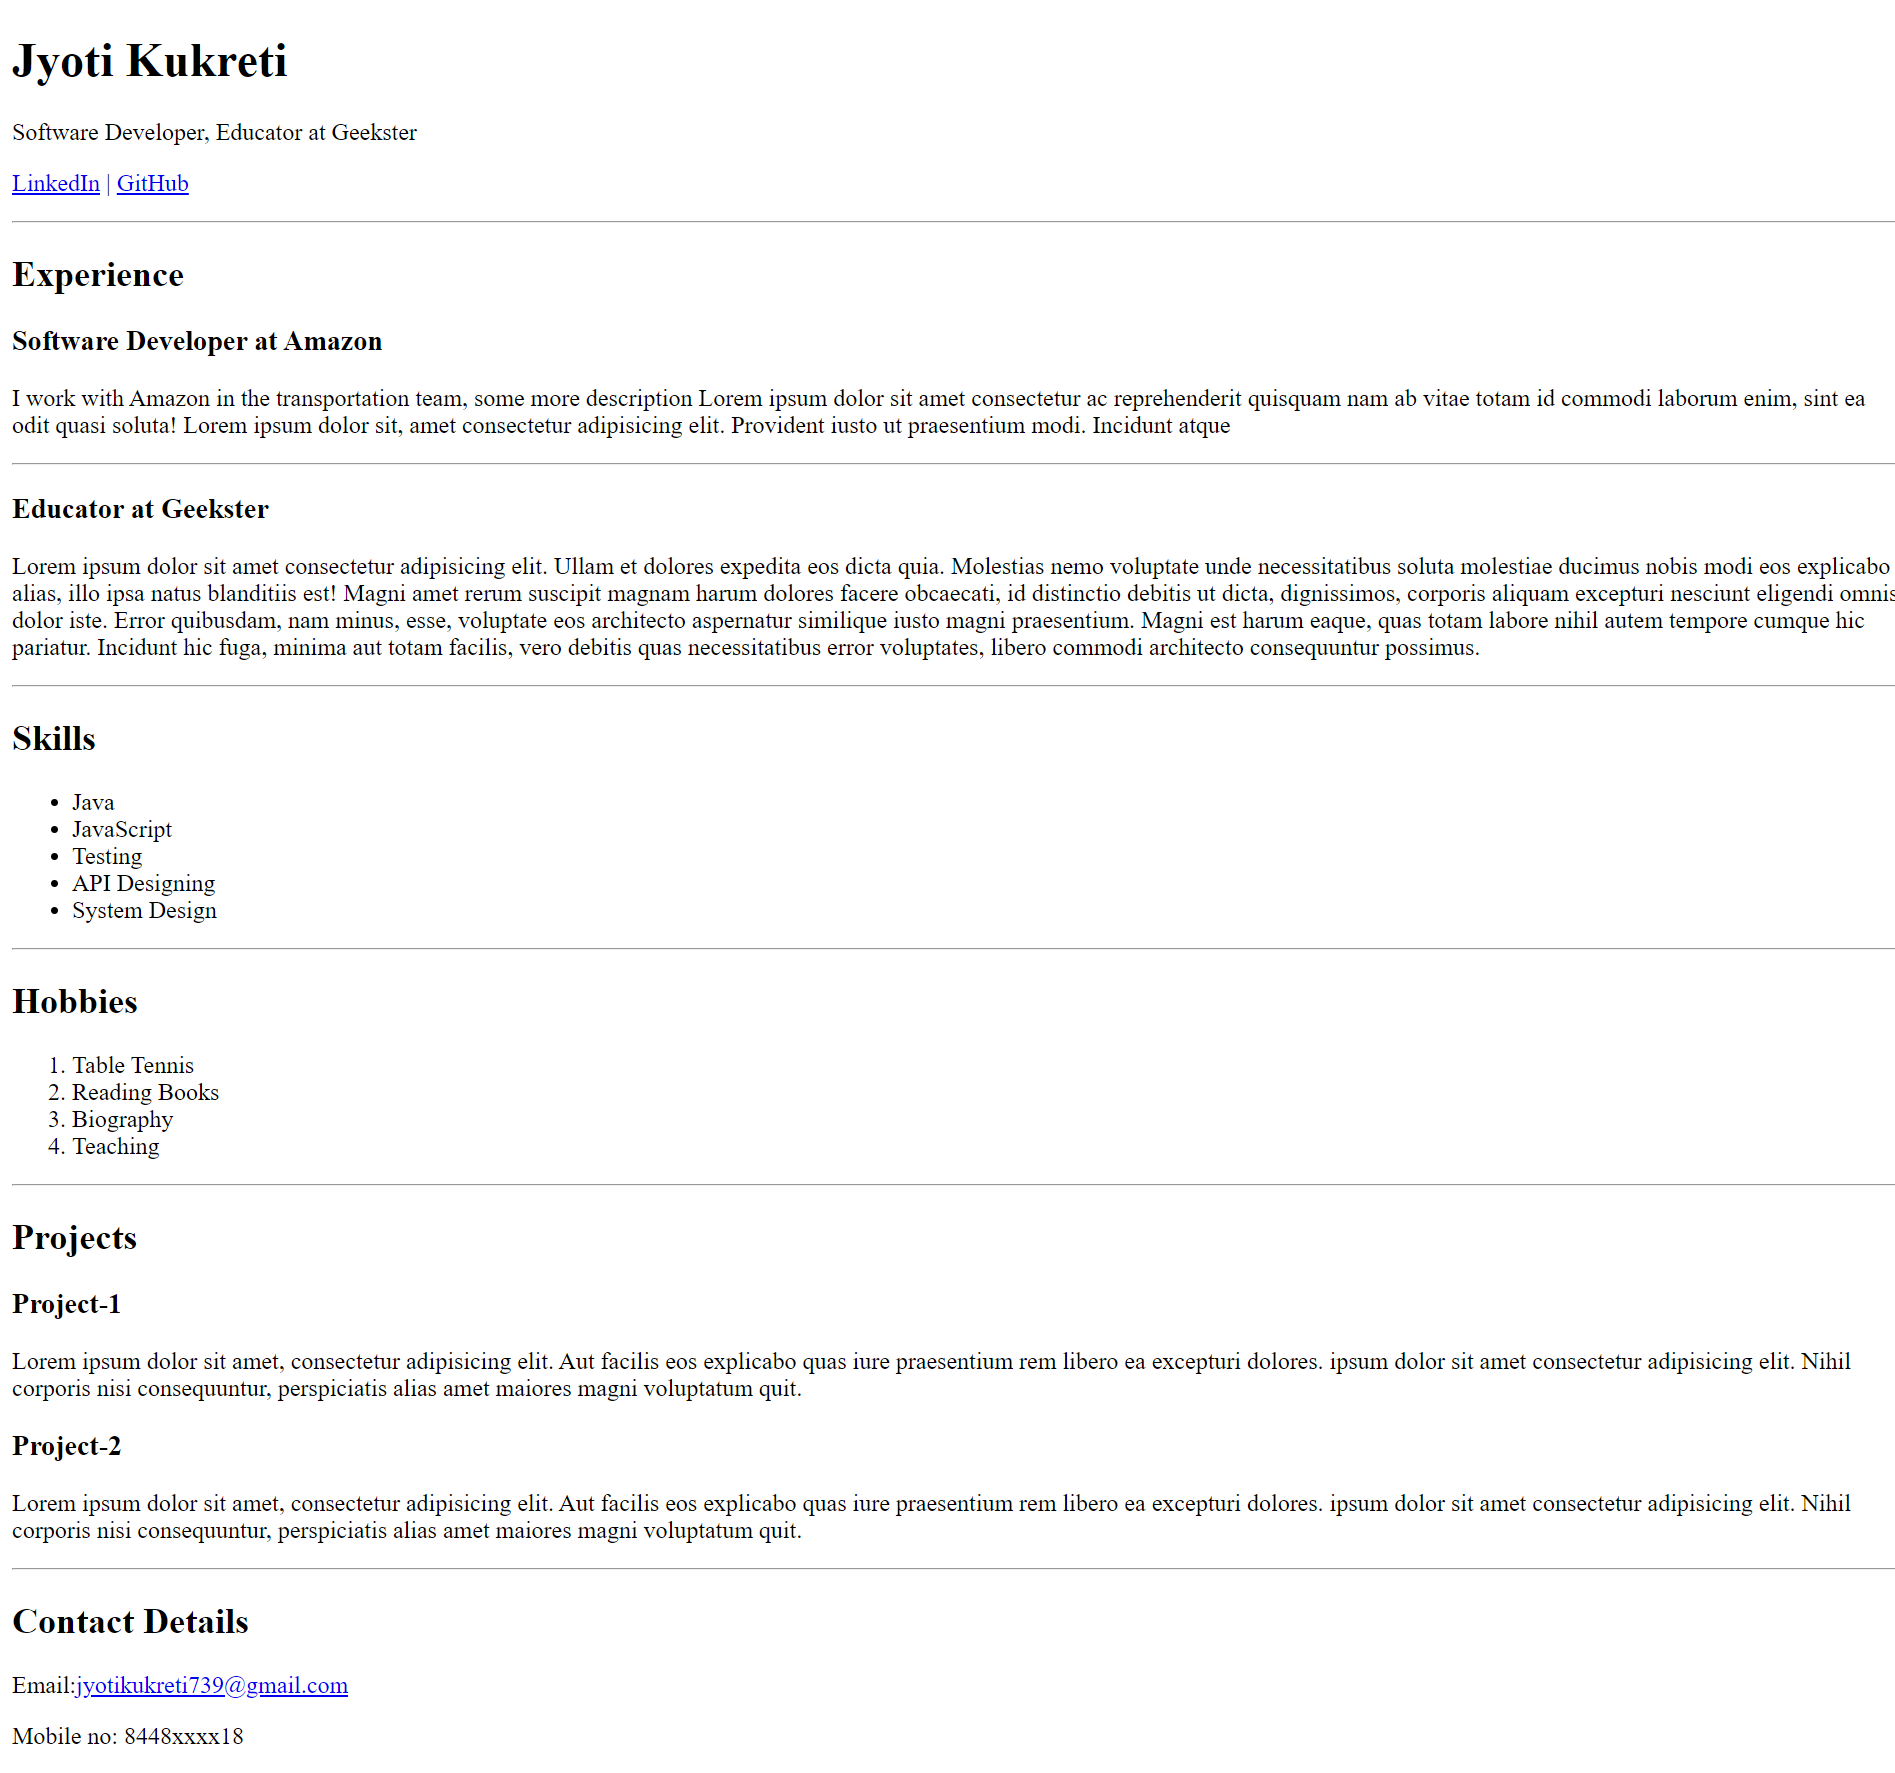 Jyoti Kukreti
Software Developer, Educator at Geekster
LinkedIn | GitHub
Experience
Software Developer at Amazon
I work with Amazon in the transportation team, some more description Lorem ipsum dolor sit amet consectetur ac reprehenderit quisquam nam ab vitae totam id commodi laborum enim, sint ea
odit quasi soluta! Lorem ipsum dolor sit, amet consectetur adipisicing elit. Provident iusto ut praesentium modi. Incidunt atque
Educator at Geekster
Lorem ipsum dolor sit amet consectetur adipisicing elit. Ullam et dolores expedita eos dicta quia. Molestias nemo voluptate unde necessitatibus soluta molestiae ducimus nobis modi eos explicabo
alias, illo ipsa natus blanditiis est! Magni amet rerum suscipit magnam harum dolores facere obcaecati, id distinctio debitis ut dicta, dignissimos, corporis aliquam excepturi nesciunt eligendi omnis
dolor iste. Error quibusdam, nam minus, esse, voluptate eos architecto aspernatur similique iusto magni praesentium. Magni est harum eaque, quas totam labore nihil autem tempore cumque hic
pariatur. Incidunt hic fuga, minima aut totam facilis, vero debitis quas necessitatibus error voluptates, libero commodi architecto consequuntur possimus.
Skills
• Java
• JavaScript
• Testing
• API Designing
• System Design
Hobbies
1. Table Tennis
2. Reading Books
3. Biography
4. Teaching
Projects
Project-1
Lorem ipsum dolor sit amet, consectetur adipisicing elit. Aut facilis eos explicabo quas iure praesentium rem libero ea excepturi dolores. ipsum dolor sit amet consectetur adipisicing elit. Nihil
corporis nisi consequuntur, perspiciatis alias amet maiores magni voluptatum quit.
Project-2
Lorem ipsum dolor sit amet, consectetur adipisicing elit. Aut facilis eos explicabo quas iure praesentium rem libero ea excepturi dolores. ipsum dolor sit amet consectetur adipisicing elit. Nihil
corporis nisi consequuntur, perspiciatis alias amet maiores magni voluptatum quit.
Contact Details
Email:jyotikukreti739@gmail.com
Mobile no: 8448xxxx18